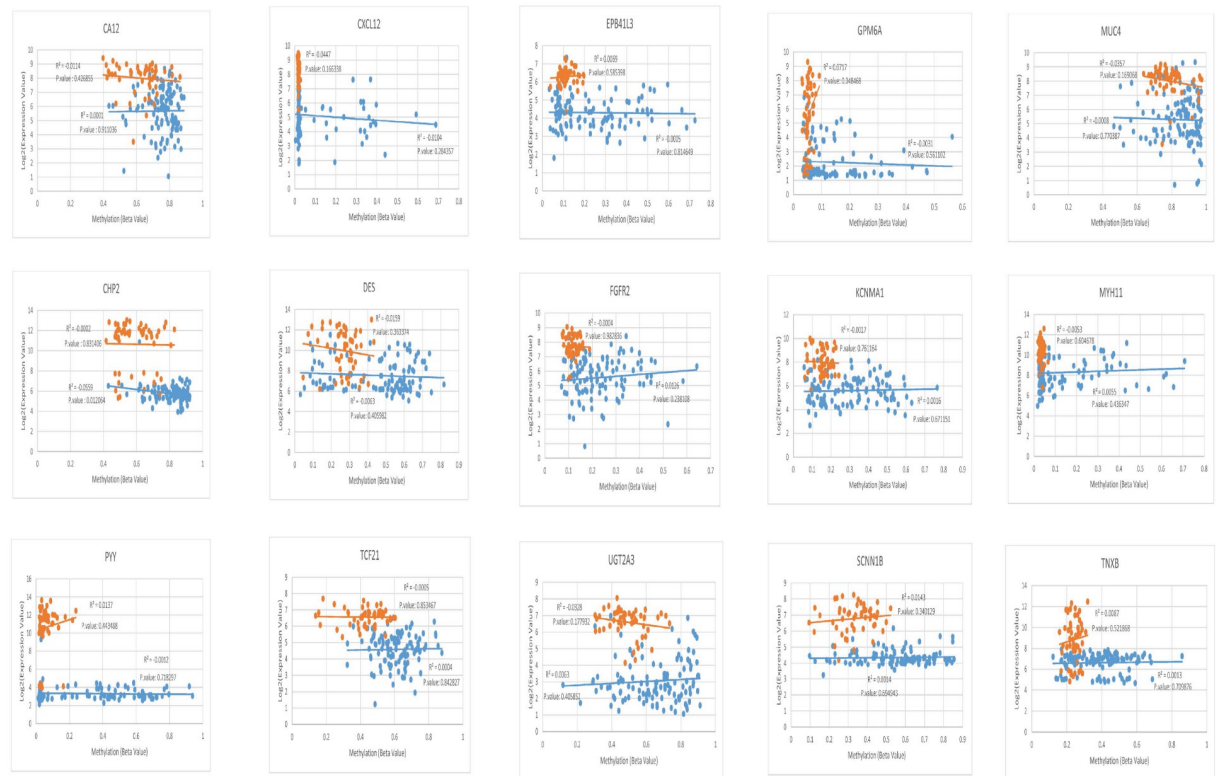 CA12
R² = -0.0114
P.value : 0.426855
R² = 0.0001
P.value : 0.911036
Log2(Expression Value)
Methylation (Beta Value)
CXCL12
R² = -0.0447
P.value: 0.166338
R² = -0.0104
P.value: 0.284357
Log2(Expression Value)
Methylation (Beta Value)
EPB41L3
R² = 0.0099
P.value: 0.585398
R² = -0.0005
P.value: 0.814649
Log2(Expression Value)
Methylation (Beta Value)
GPM6A
R² = 0.0717
P.value: 0.048468
R² = -0.0031
P.value: 0.561102
Log2(Expression Value)
Methylation (Beta Value)
MUC4
R² = -0.0357
P.value: 0.169068
R² = -0.0008
P.value: 0.770387
Log2(Expression Value)
Methylation (Beta Value)
CHP2
R² = -0.0002
P.value : 0.931406
R² = -0.0559
P.value : 0.012064
Log2(Expression Value)
Methylation (Beta Value)
DES
R² = -0.0159
P.value: 0.363374
R² = -0.0063
P.value: 0.405982
Log2(Expression Value)
Methylation (Beta Value)
FGFR2
R² = -0.0004
P.value: 0.982836
R² = 0.0126
P.value: 0.238108
Log2(Expression Value)
Methylation (Beta Value)
KCNMA1
R² = -0.0017
P.value: 0.761164
R² = 0.0016
P.value: 0.671151
Log2(Expression Value)
Methylation (Beta Value)
MYH11
R² = -0.0053
P.value: 0.604678
R² = 0.0055
P.value: 0.436347
Log2(Expression Value)
Methylation (Beta Value)
PYY
R² = 0.0137
P.value: 0.443488
R² = -0.0012
P.value: 0.718297
Log2(Expression Value)
Methylation (Beta Value)
TCF21
R² = -0.0005
P.value: 0.857467
R² = 0.0004
P.value: 0.842827
Log2(Expression Value)
Methylation (Beta Value)
UGT2A3
R² = -0.0328
P.value: 0.177932
R² = 0.0063
P.value: 0.405851
Log2(Expression Value)
Methylation (Beta Value)
SCNN1B
R² = 0.0143
P.value: 0.340129
R² = 0.0014
P.value: 0.694943
Log2(Expression Value)
Methylation (Beta Value)
TNXB
R² = 0.0087
P.value: 0.521868
R² = 0.0013
P.value: 0.709876
Log2(Expression Value)
Methylation (Beta Value)